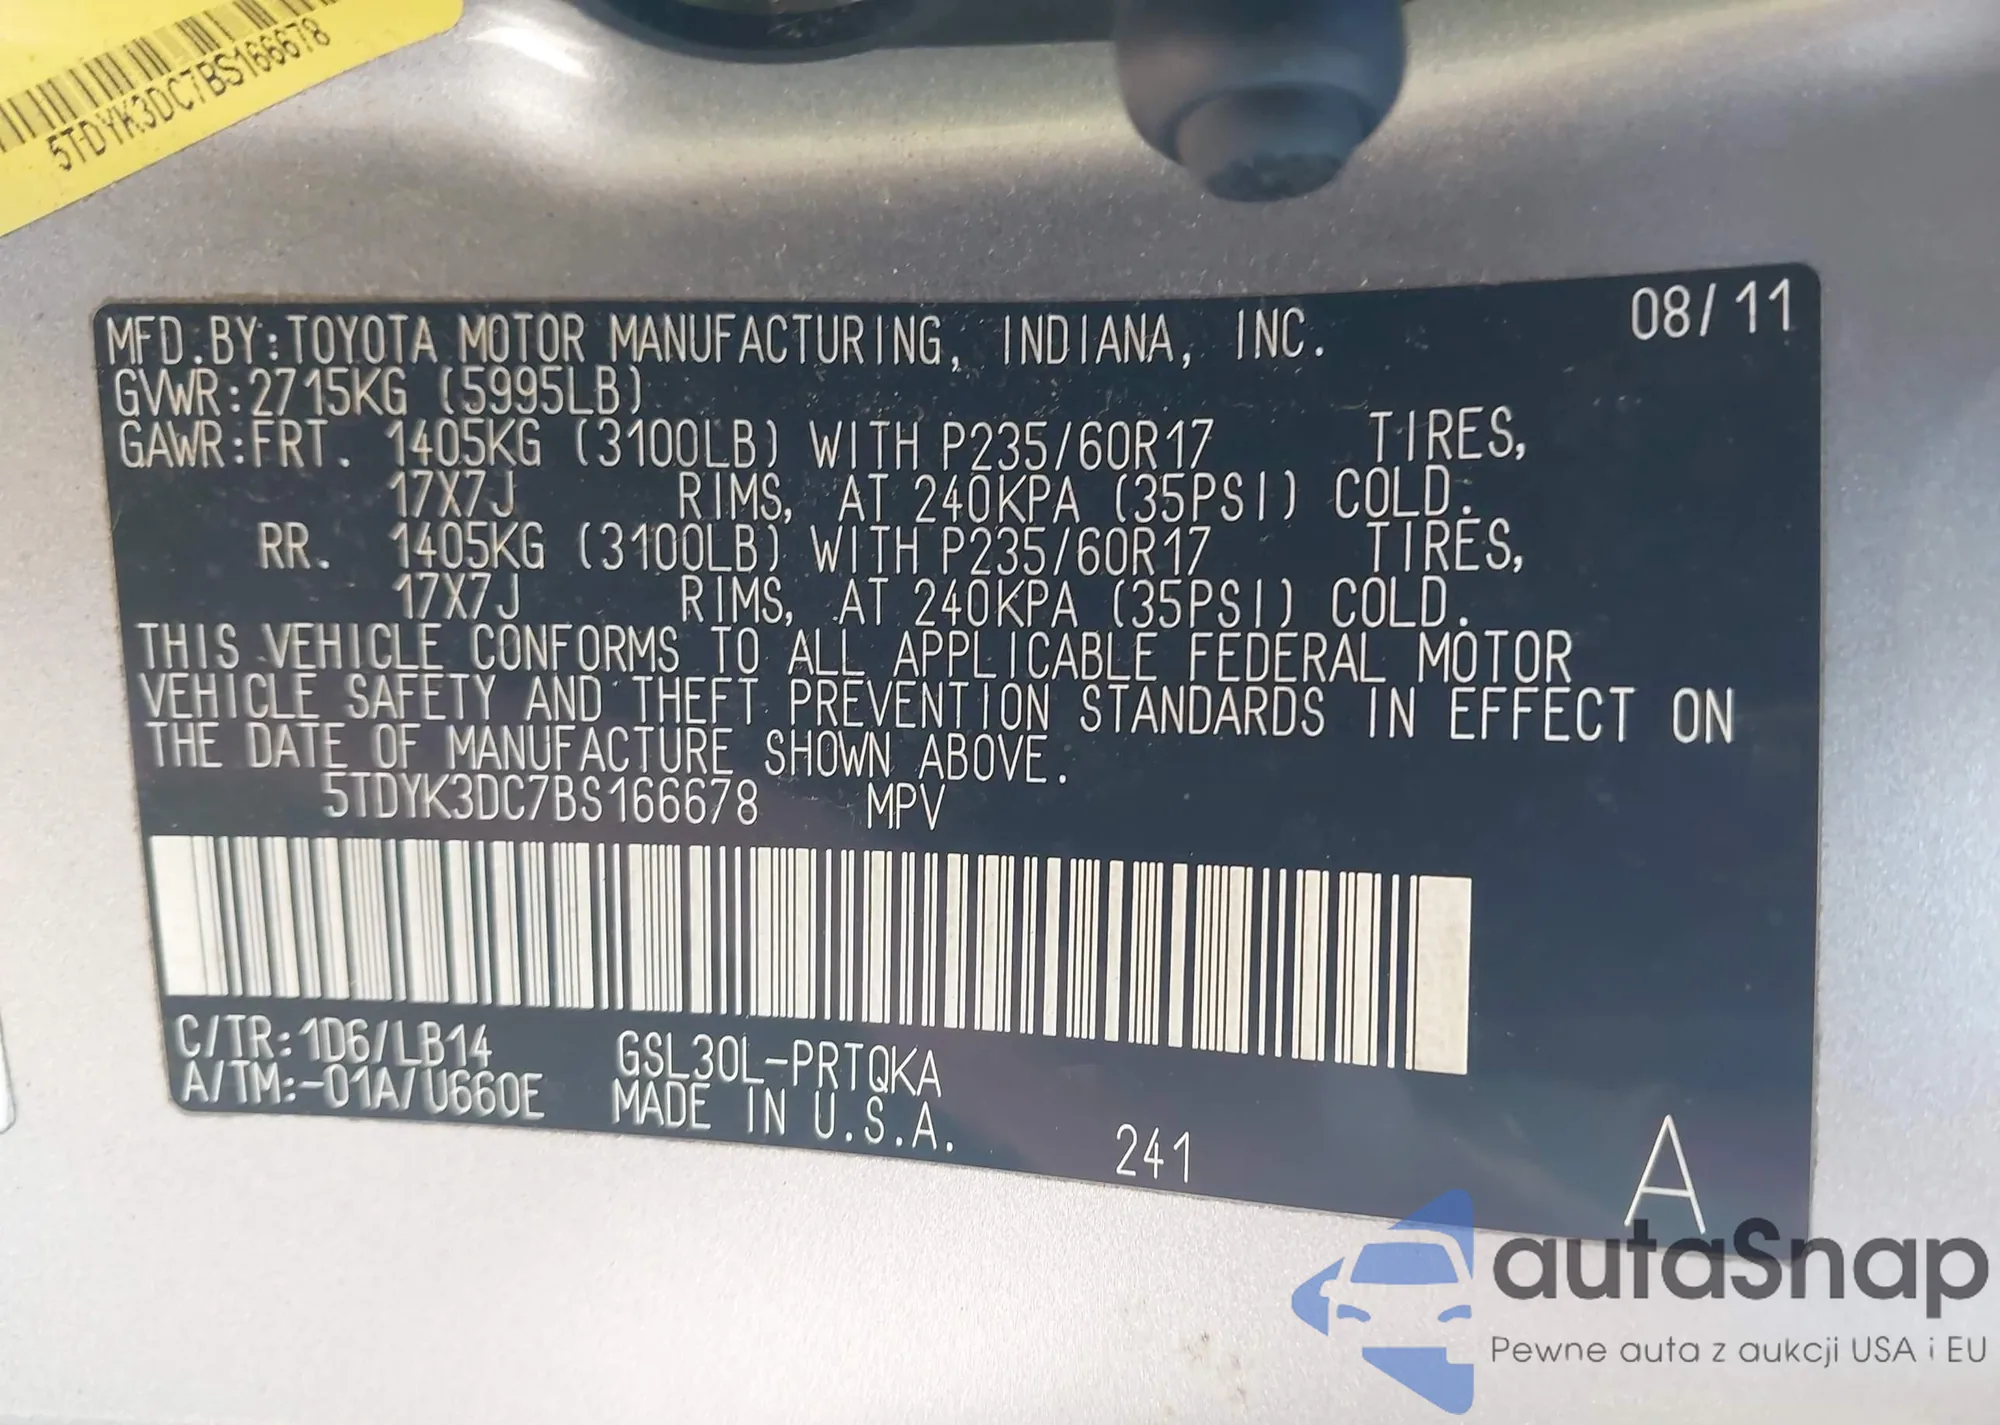 5TDYK3DC7BS166678
MFD.BY:TOYOTA MOTOR MANUFACTURING, INDIANA, INC. 08/11
GVWR:2715KG (5995LB)
GAWR:FRT. 1405KG (3100LB) WITH P235/60R17 TIRES,
17X7J RIMS, AT 240KPA (35PSI) COLD.
RR. 1405KG (3100LB) WITH P235/60R17 TIRES,
17X7J RIMS, AT 240KPA (35PSI) COLD.
THIS VEHICLE CONFORMS TO ALL APPLICABLE FEDERAL MOTOR
VEHICLE SAFETY AND THEFT PREVENTION STANDARDS IN EFFECT ON
THE DATE OF MANUFACTURE SHOWN ABOVE.
5TDYK3DC7BS166678 MPV
C/TR:1D6/LB14 GSL30L-PRTQKA
A/TM:-01A/U660E MADE IN U.S.A.
241
A
autaSnap
Pewne auta z aukcji USA i EU